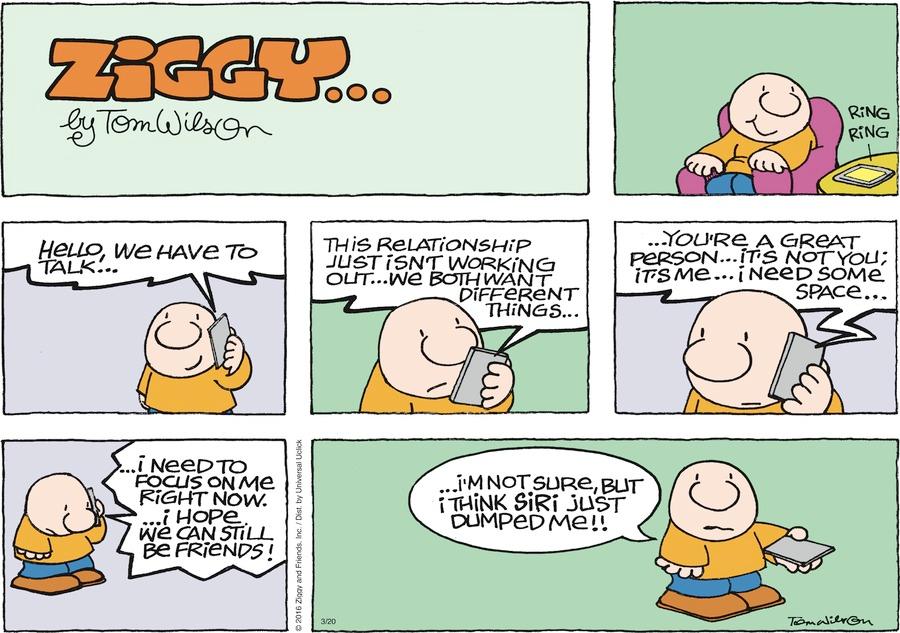 ZiGGY...
by Tom Wilson
RiNG
RiNG
HELLO, WE HAVE TO
TALK...
THiS RELATiONSHiP
JUST iSN'T WORKiNG
OUT...WE BOTH WANT
DiFFERENT
THiNGS...
...YOU'RE A GREAT
PERSON...iT'S NOT YOU;
iT'S ME...i NEED SOME
SPACE...
...i NEED TO
FOCUS ON ME
RiGHT NOW.
...i HOPE
WE CAN STiLL
BE FRiENDS!
© 2016 Ziggy and Friends, Inc. / Dist. by Universal Uclick
...i'M NOT SURE, BUT
i THiNK SiRi JUST
DUMPED ME!!
3/20
Tom Wilson